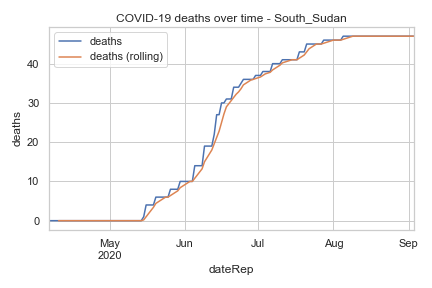 COVID-19 deaths over time - South_Sudan
deaths
deaths (rolling)
deaths
40
30
20
10
0
May
2020
Jun
Jul
Aug
Sep
dateRep